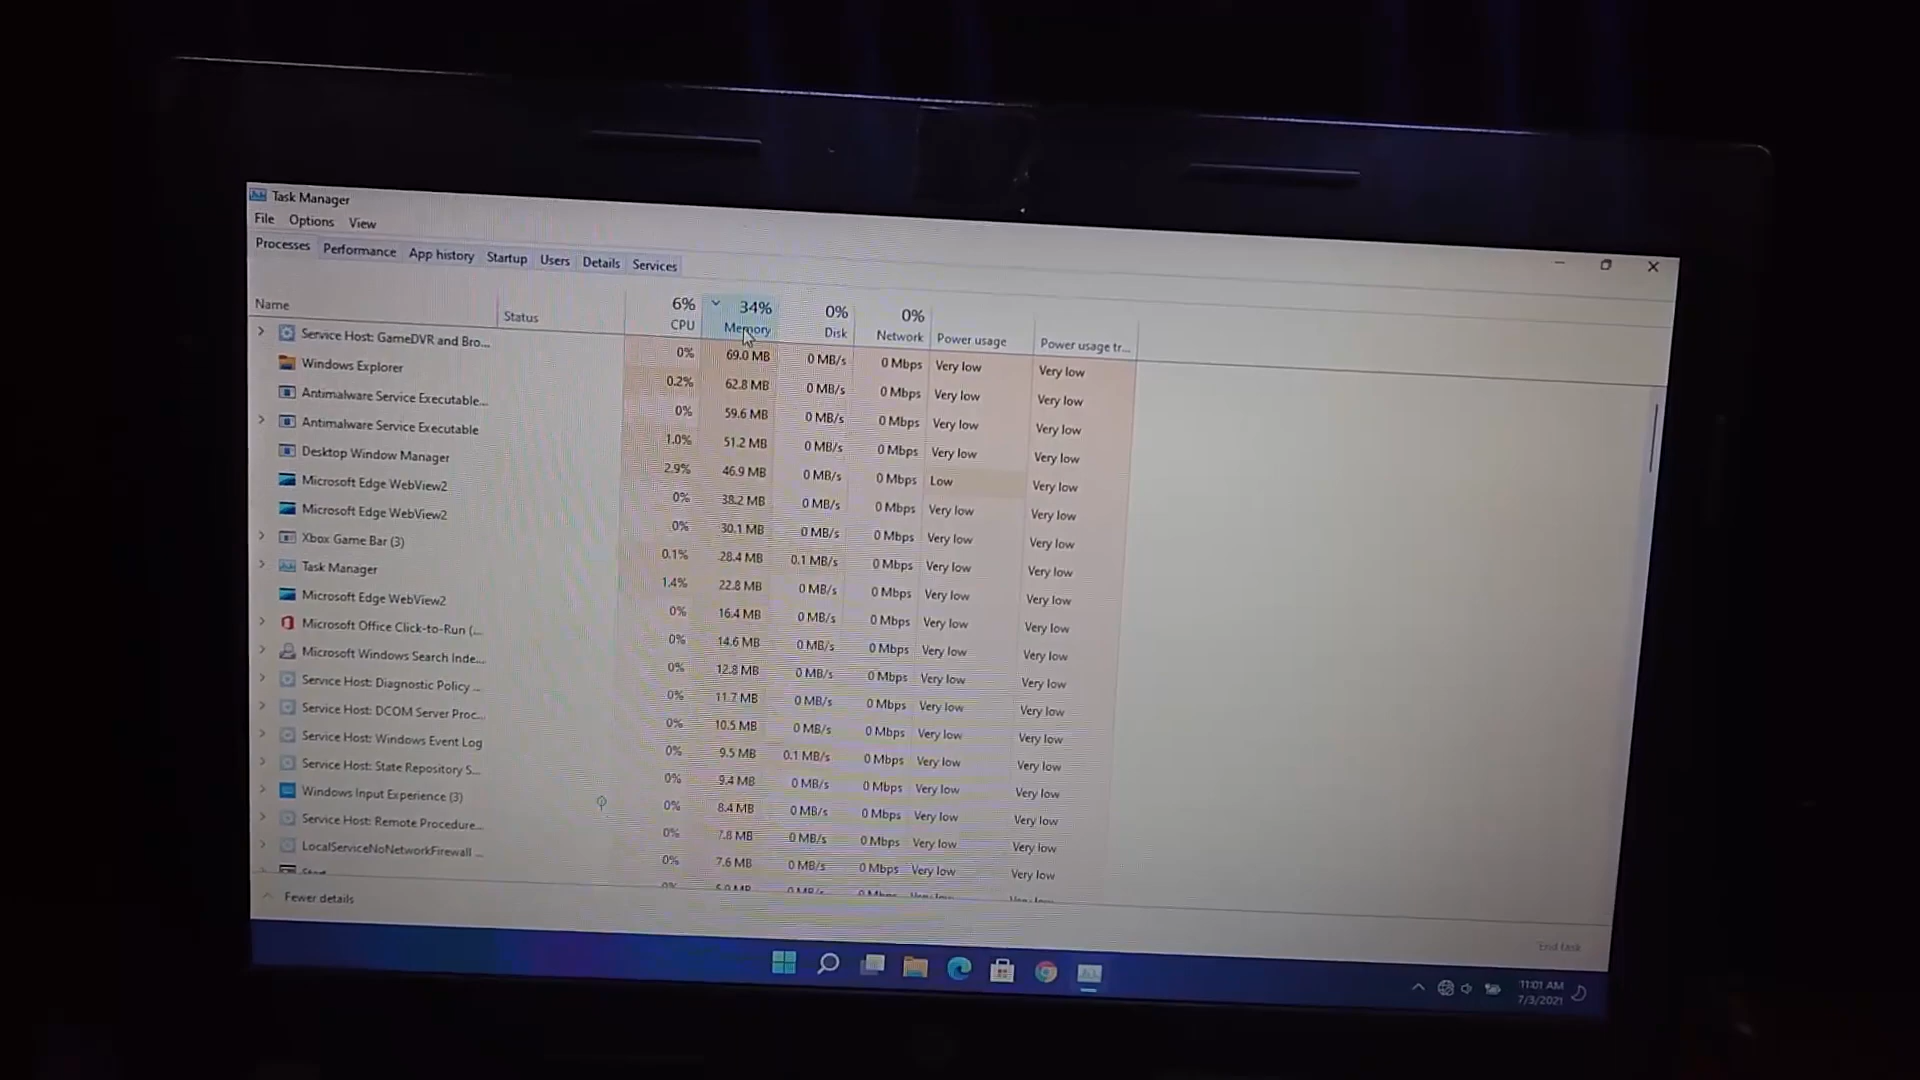 Task Manager
File Options View
Processes Performance App history Startup Users Details Services
Name Status 6% CPU 34% Memory 0% Disk 0% Network Power usage Power usage tr...
Service Host: GameDVR and Bro... 0% 69.0 MB 0 MB/s 0 Mbps Very low Very low
Windows Explorer 0.2% 62.8 MB 0 MB/s 0 Mbps Very low Very low
Antimalware Service Executable... 0% 59.6 MB 0 MB/s 0 Mbps Very low Very low
Antimalware Service Executable 1.0% 51.2 MB 0 MB/s 0 Mbps Very low Very low
Desktop Window Manager 2.9% 46.9 MB 0 MB/s 0 Mbps Low Very low
Microsoft Edge WebView2 0% 38.2 MB 0 MB/s 0 Mbps Very low Very low
Microsoft Edge WebView2 0% 30.1 MB 0 MB/s 0 Mbps Very low Very low
Xbox Game Bar (3) 0.1% 28.4 MB 0.1 MB/s 0 Mbps Very low Very low
Task Manager 1.4% 22.8 MB 0 MB/s 0 Mbps Very low Very low
Microsoft Edge WebView2 0% 16.4 MB 0 MB/s 0 Mbps Very low Very low
Microsoft Office Click-to-Run (... 0% 14.6 MB 0 MB/s 0 Mbps Very low Very low
Microsoft Windows Search Inde... 0% 12.8 MB 0 MB/s 0 Mbps Very low Very low
Service Host: Diagnostic Policy ... 0% 11.7 MB 0 MB/s 0 Mbps Very low Very low
Service Host: DCOM Server Proc... 0% 10.5 MB 0 MB/s 0 Mbps Very low Very low
Service Host: Windows Event Log 0% 9.5 MB 0.1 MB/s 0 Mbps Very low Very low
Service Host: State Repository S... 0% 9.4 MB 0 MB/s 0 Mbps Very low Very low
Windows Input Experience (3) 0% 8.4 MB 0 MB/s 0 Mbps Very low Very low
Service Host: Remote Procedure... 0% 7.8 MB 0 MB/s 0 Mbps Very low Very low
LocalServiceNoNetworkFirewall ... 0% 7.6 MB 0 MB/s 0 Mbps Very low Very low
Fewer details
End task
11:01 AM
7/3/2021